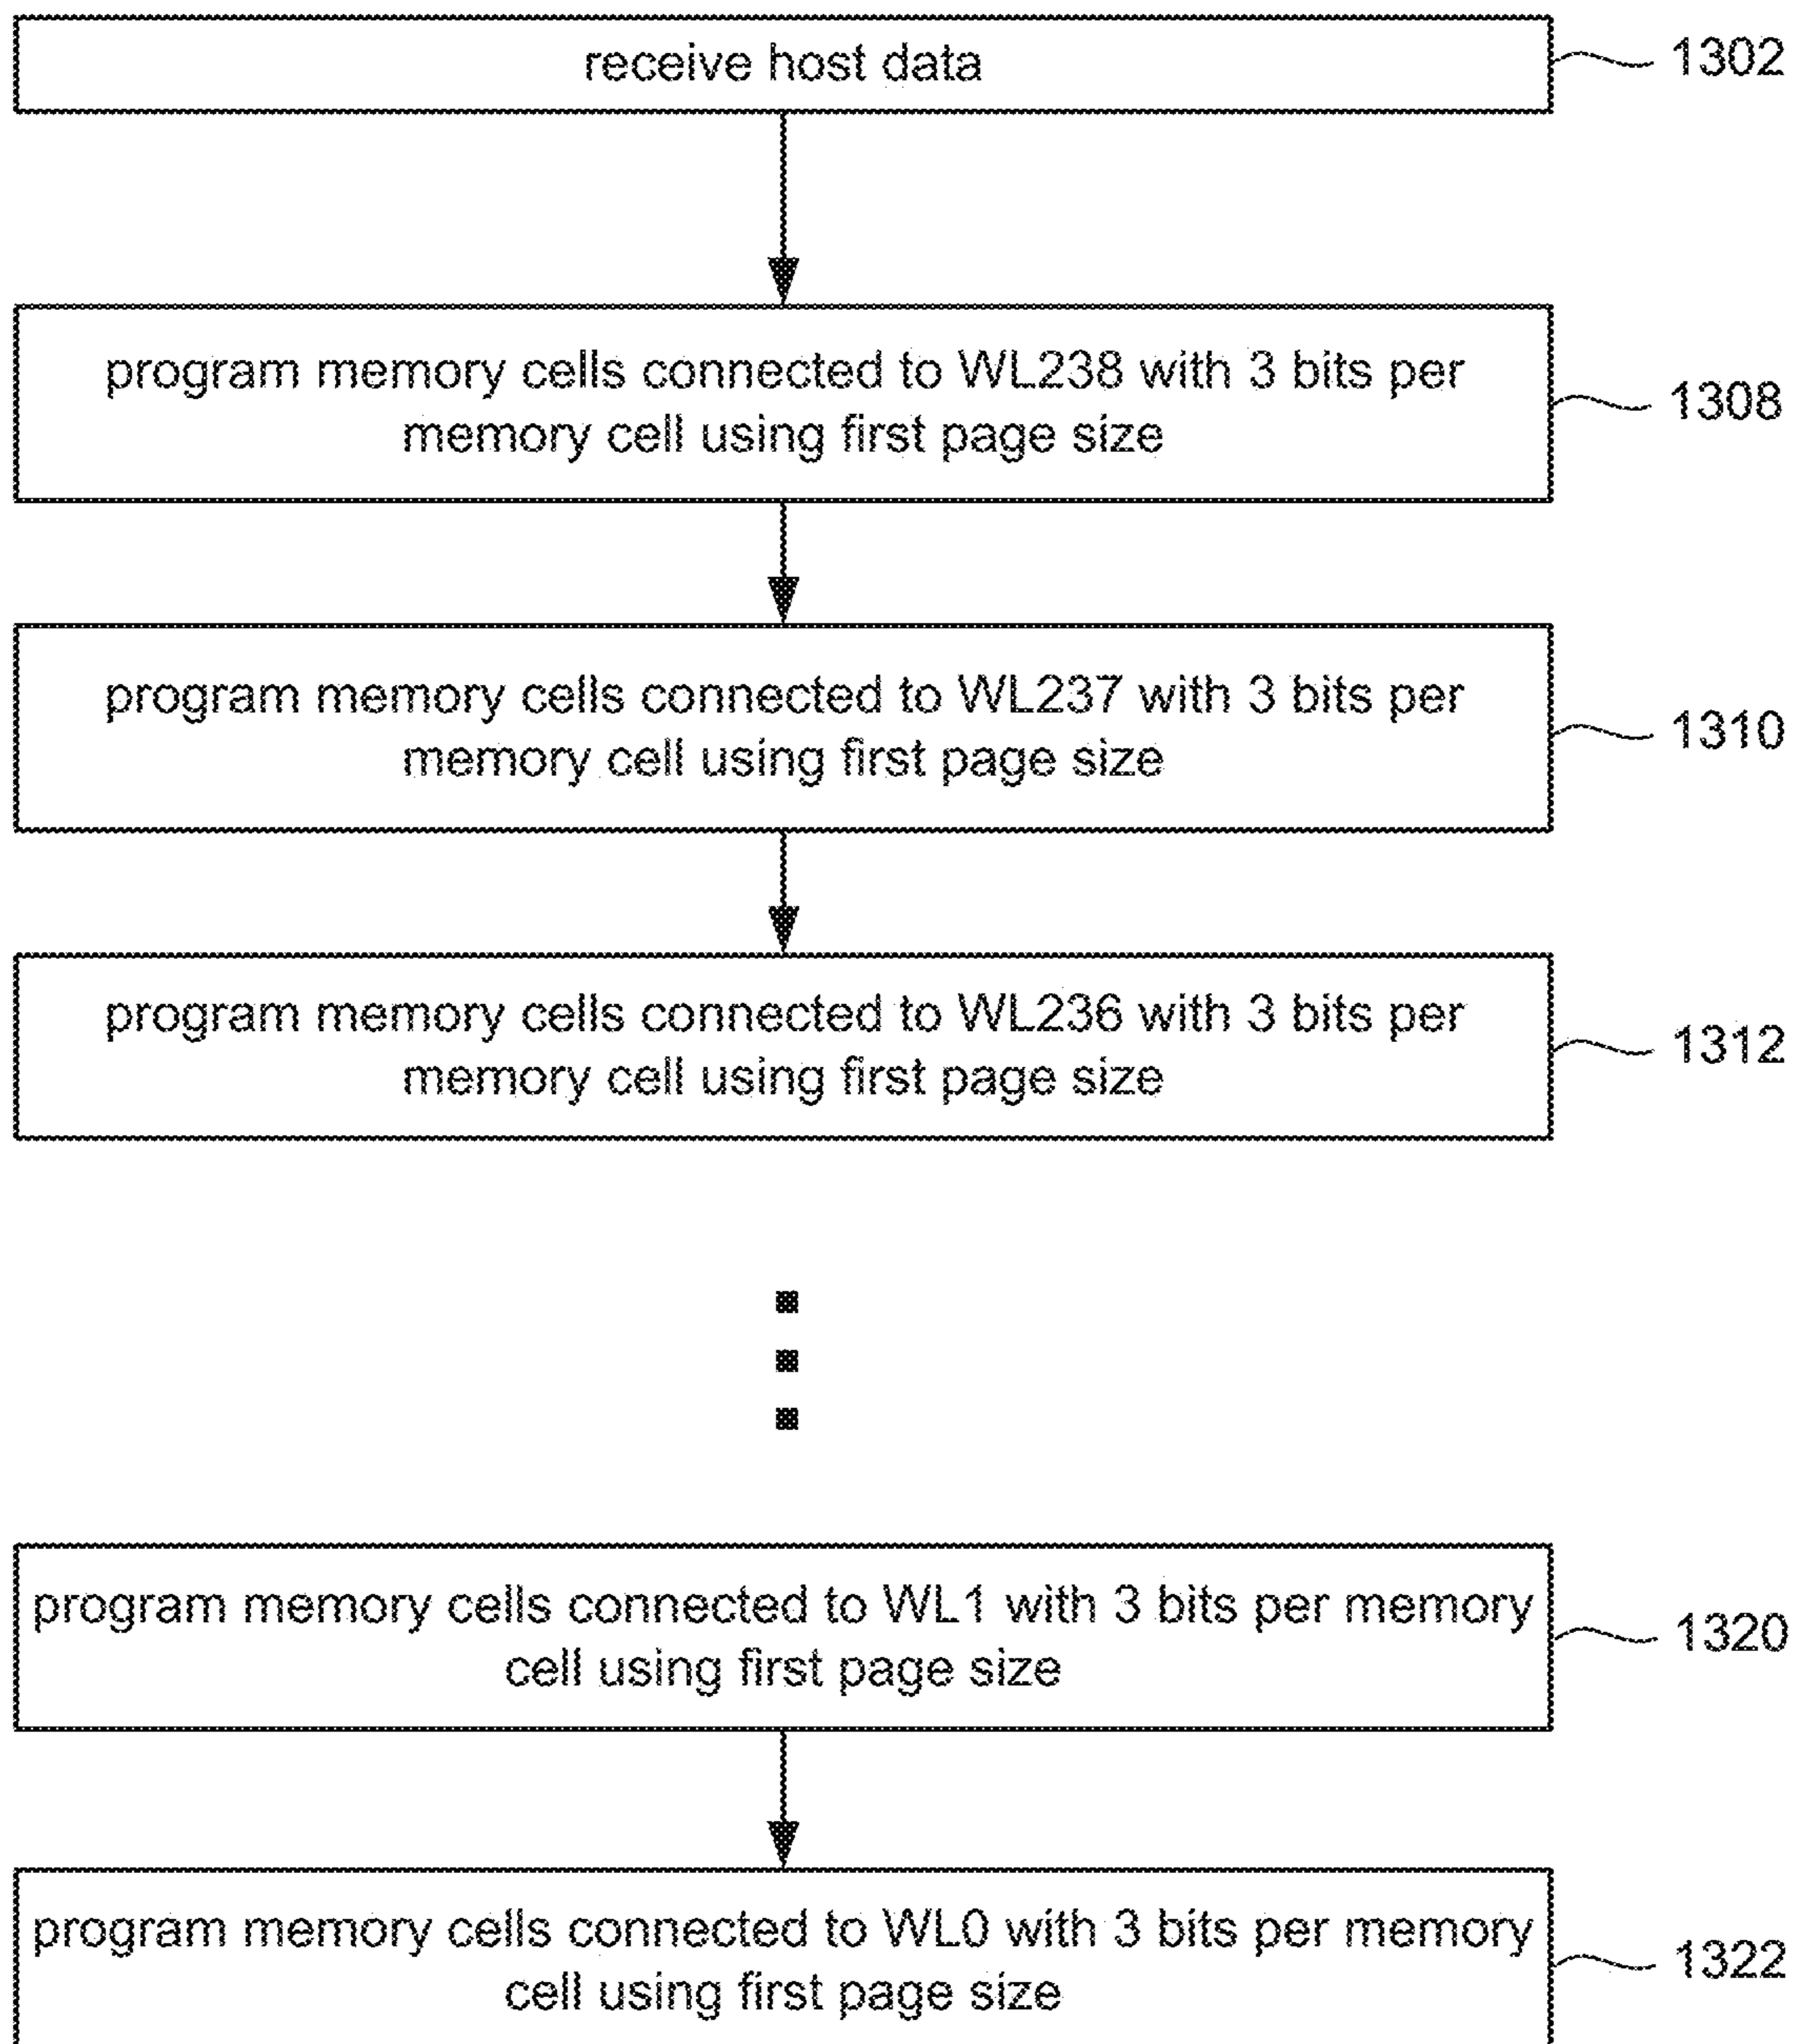 receive host data
1302
program memory cells connected to WL238 with 3 bits per
memory cell using first page size
1308
program memory cells connected to WL237 with 3 bits per
memory cell using first page size
1310
program memory cells connected to WL236 with 3 bits per
memory cell using first page size
1312
program memory cells connected to WL1 with 3 bits per memory
cell using first page size
1320
program memory cells connected to WL0 with 3 bits per memory
cell using first page size
1322